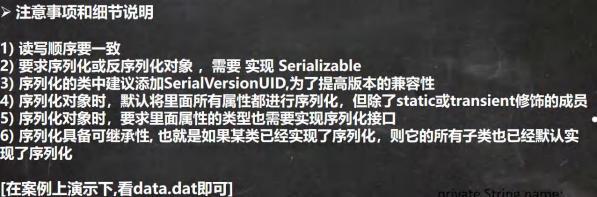 ➢ 注意事项和细节说明
1) 读写顺序要一致
2) 要求序列化或反序列化对象 ，需要 实现 Serializable
3) 序列化的类中建议添加SerialVersionUID,为了提高版本的兼容性
4) 序列化对象时，默认将里面所有属性都进行序列化，但除了static或transient修饰的成员
5) 序列化对象时，要求里面属性的类型也需要实现序列化接口
6) 序列化具备可继承性, 也就是如果某类已经实现了序列化，则它的所有子类也已经默认实
现了序列化
[在案例上演示下,看data.dat即可]
private String name;